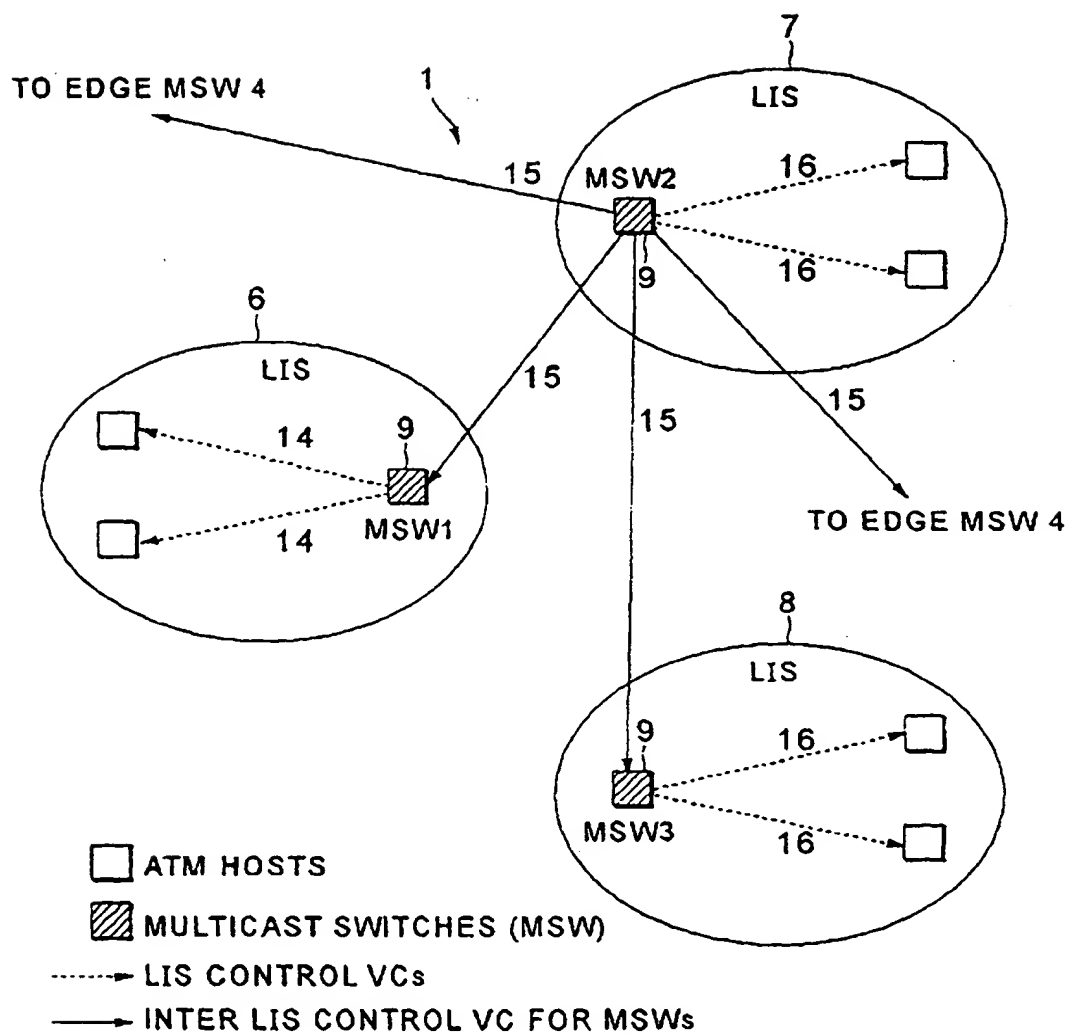 7
TO EDGE MSW 4
1
LIS
15
MSW2
16
9
16
6
LIS
15
15
15
14
9
14
MSW1
TO EDGE MSW 4
8
LIS
9
16
MSW3
16
ATM HOSTS
MULTICAST SWITCHES (MSW)
LIS CONTROL VCs
INTER LIS CONTROL VC FOR MSWs